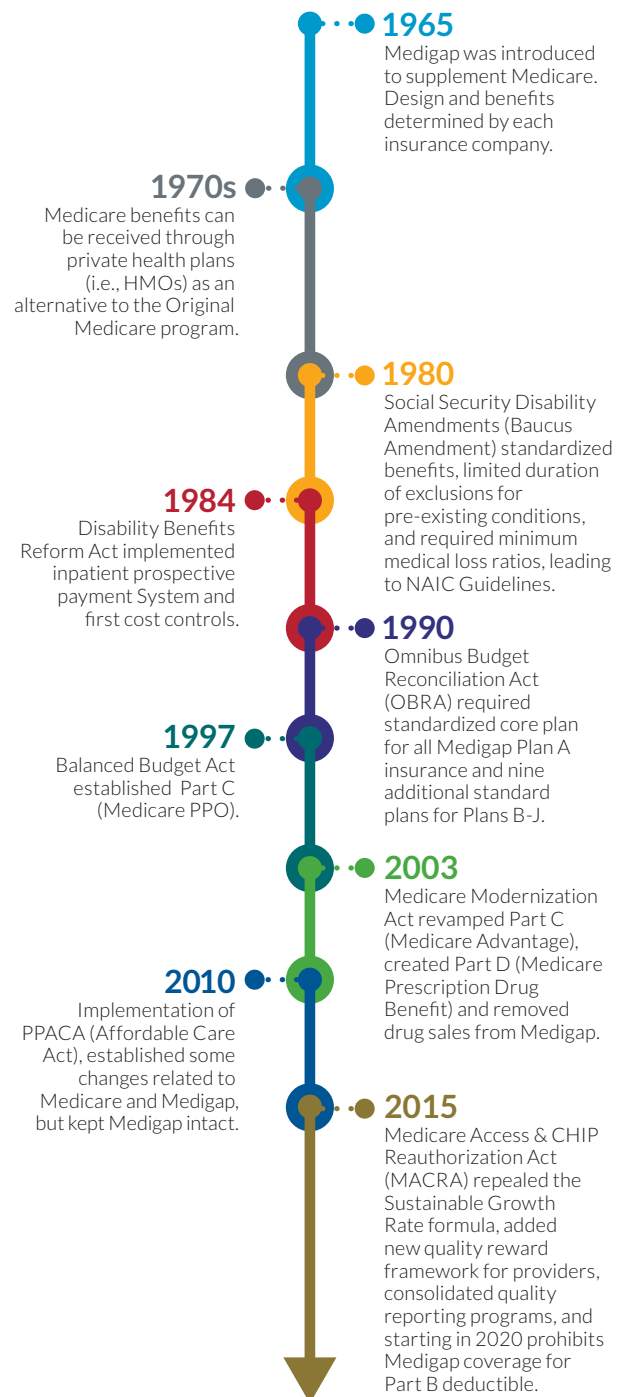 1965
Medigap was introduced
to supplement Medicare.
Design and benefits
determined by each
insurance company.
1970s
Medicare benefits can
be received through
private health plans
(i.e., HMOs) as an
alternative to the Original
Medicare program.
1980
Social Security Disability
Amendments (Baucus
Amendment) standardized
benefits, limited duration
of exclusions for
pre-existing conditions,
and required minimum
medical loss ratios, leading
to NAIC Guidelines.
1984
Disability Benefits
Reform Act implemented
inpatient prospective
payment System and
first cost controls.
1990
Omnibus Budget
Reconciliation Act
(OBRA) required
standardized core plan
for all Medigap Plan A
insurance and nine
additional standard
plans for Plans B-J.
1997
Balanced Budget Act
established Part C
(Medicare PPO).
2003
Medicare Modernization
Act revamped Part C
(Medicare Advantage),
created Part D (Medicare
Prescription Drug
Benefit) and removed
drug sales from Medigap.
2010
Implementation of
PPACA (Affordable Care
Act), established some
changes related to
Medicare and Medigap,
but kept Medigap intact.
2015
Medicare Access & CHIP
Reauthorization Act
(MACRA) repealed the
Sustainable Growth
Rate formula, added
new quality reward
framework for providers,
consolidated quality
reporting programs, and
starting in 2020 prohibits
Medigap coverage for
Part B deductible.